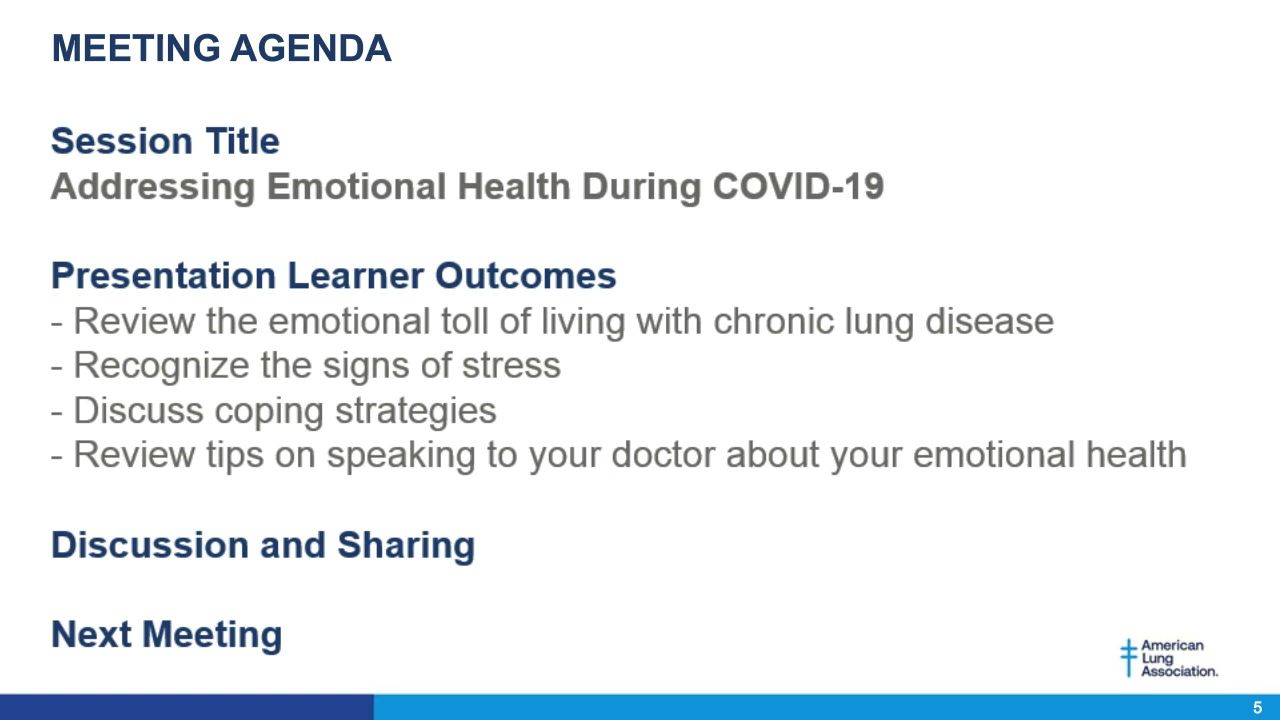 MEETING AGENDA
Session Title
Addressing Emotional Health During COVID-19
Presentation Learner Outcomes
- Review the emotional toll of living with chronic lung disease
- Recognize the signs of stress
- Discuss coping strategies
- Review tips on speaking to your doctor about your emotional health
Discussion and Sharing
Next Meeting
American
Lung
Association.
5